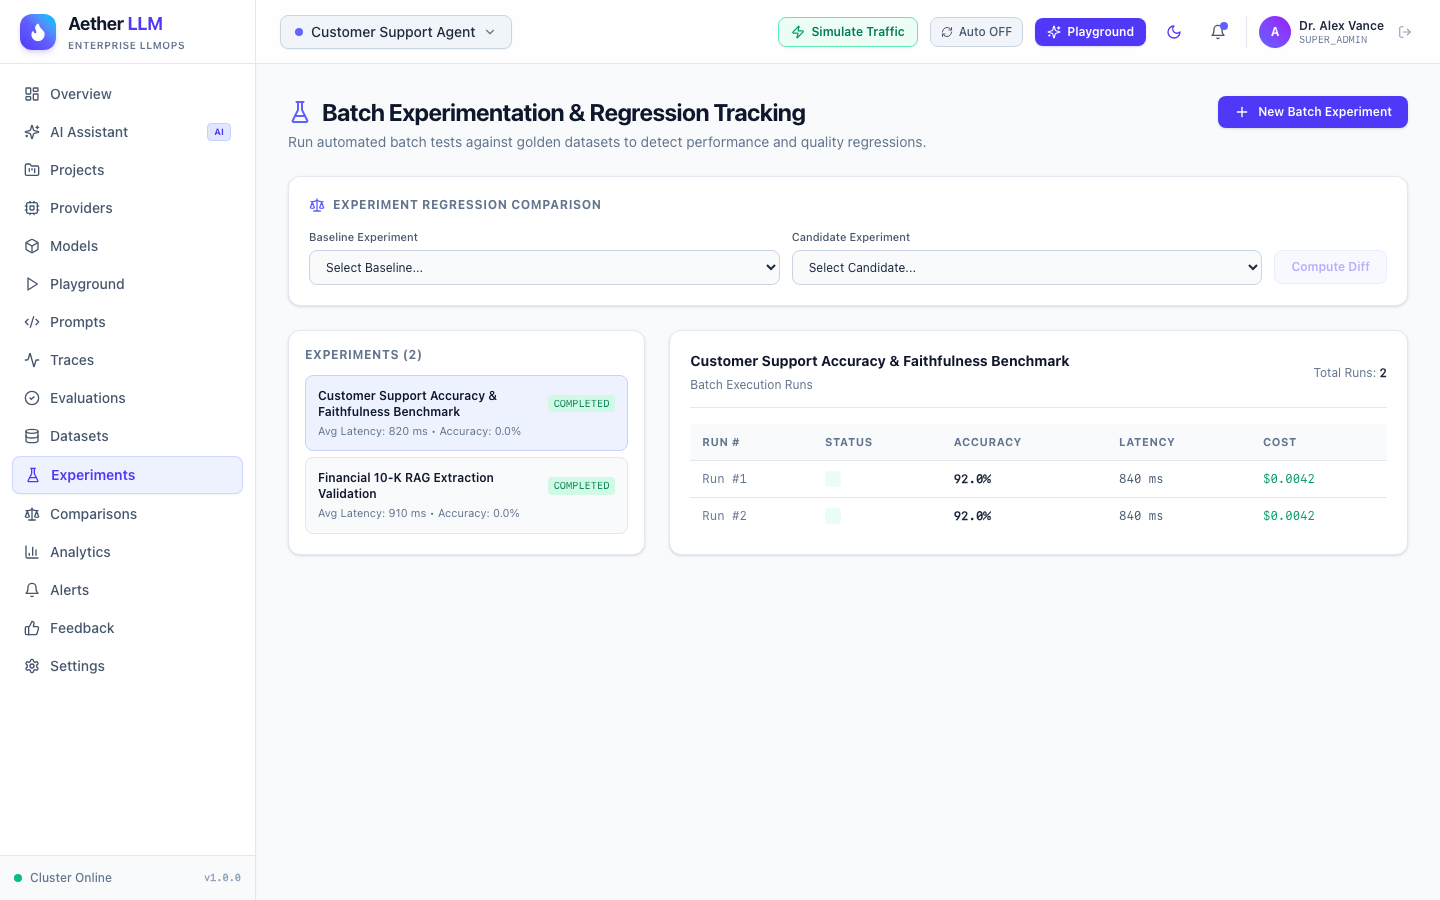 Aether LLM
ENTERPRISE LLMOPS
Customer Support Agent
Simulate Traffic
Auto OFF
Playground
A
Dr. Alex Vance
SUPER_ADMIN
Overview
AI Assistant
AI
Projects
Providers
Models
Playground
Prompts
Traces
Evaluations
Datasets
Experiments
Comparisons
Analytics
Alerts
Feedback
Settings
Cluster Online
v1.0.0
Batch Experimentation & Regression Tracking
Run automated batch tests against golden datasets to detect performance and quality regressions.
New Batch Experiment
EXPERIMENT REGRESSION COMPARISON
Baseline Experiment
Select Baseline...
Candidate Experiment
Select Candidate...
Compute Diff
EXPERIMENTS (2)
Customer Support Accuracy &
Faithfulness Benchmark
COMPLETED
Avg Latency: 820 ms • Accuracy: 0.0%
Financial 10-K RAG Extraction
Validation
COMPLETED
Avg Latency: 910 ms • Accuracy: 0.0%
Customer Support Accuracy & Faithfulness Benchmark
Batch Execution Runs
Total Runs: 2
RUN # STATUS ACCURACY LATENCY COST
Run #1 92.0% 840 ms $0.0042
Run #2 92.0% 840 ms $0.0042